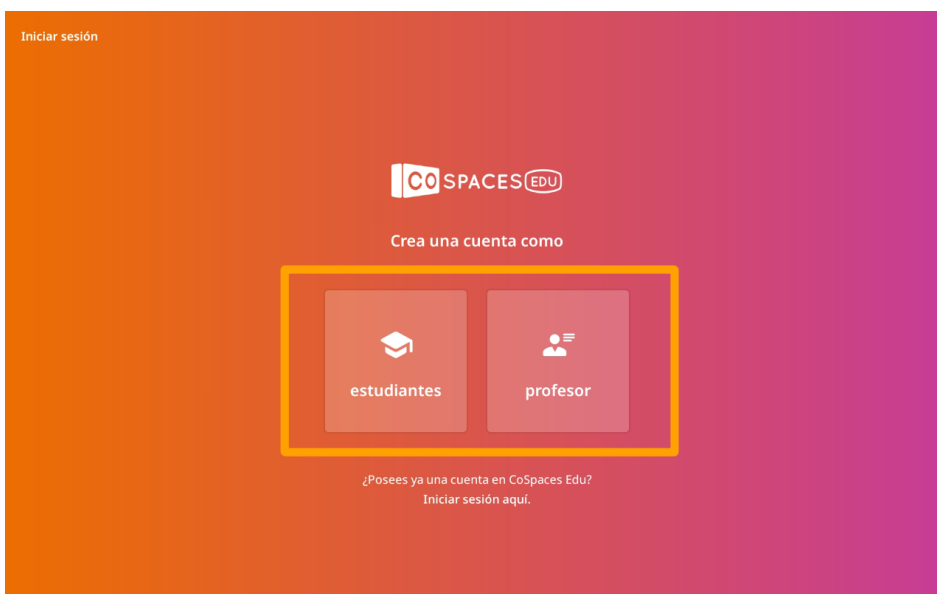 Iniciar sesión
CO SPACES EDU
Crea una cuenta como
estudiantes
profesor
¿Posees ya una cuenta en CoSpaces Edu?
Iniciar sesión aquí.